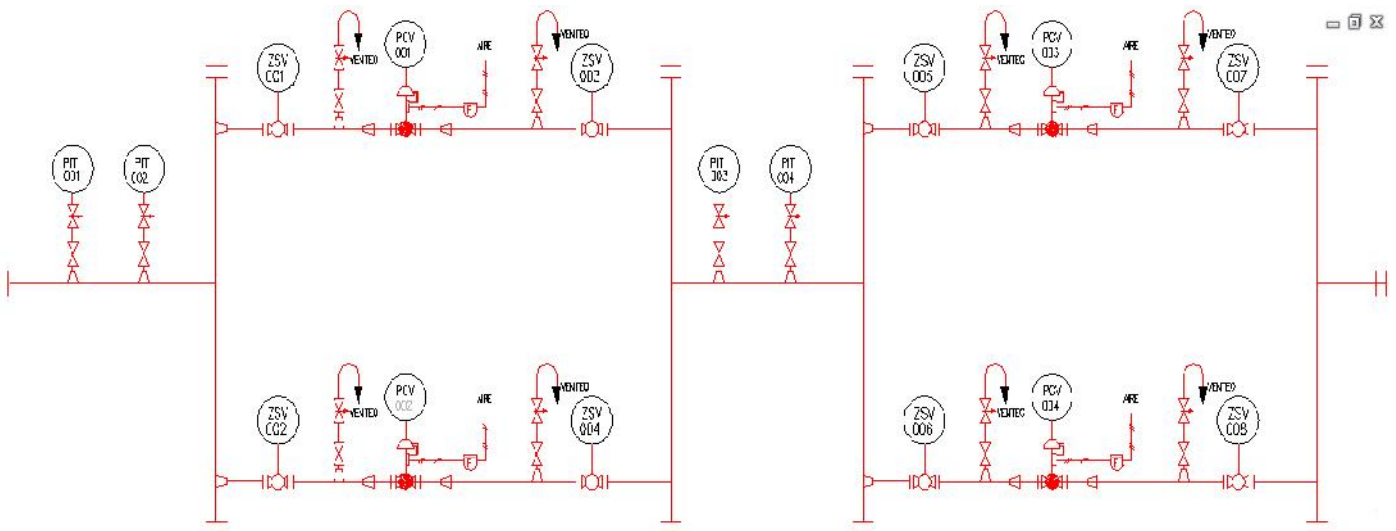 PCV
001
AIRE
VENTEO
ZSV
001
VENTEO
ZSV
003
PCV
003
AIRE
VENTEO
ZSV
005
VENTEO
ZSV
007
PIT
001
PIT
002
PIT
003
PIT
004
PCV
002
AIRE
VENTEO
ZSV
002
VENTEO
ZSV
004
PCV
004
AIRE
VENTEO
ZSV
006
VENTEO
ZSV
008